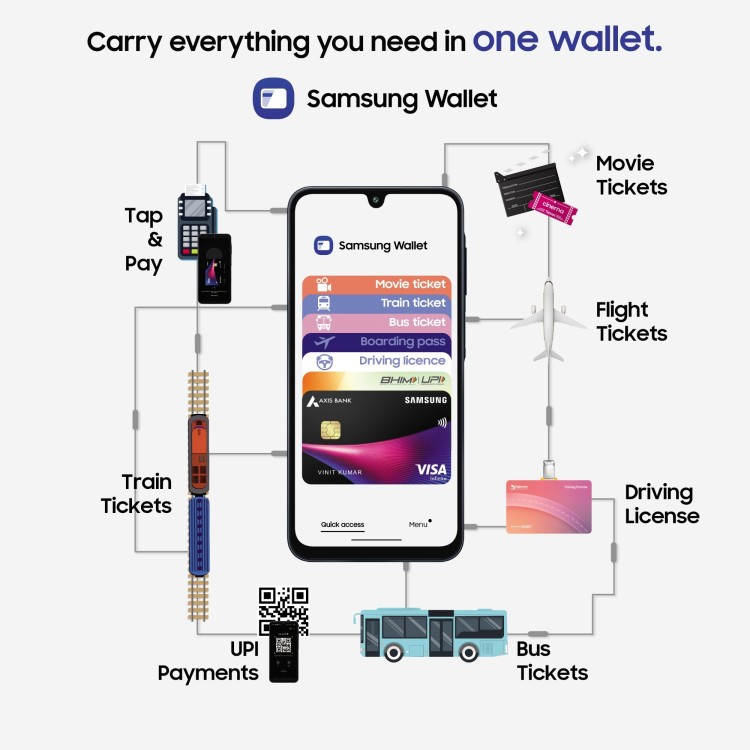 Carry everything you need in one wallet.
Samsung Wallet
Movie
Tickets
cinema
Tap
&
Pay
Samsung Wallet
Movie ticket
Train ticket
Bus ticket
Boarding pass
Driving licence
BHIM UPI
AXIS BANK
SAMSUNG
VINIT KUMAR
VISA
Infinite
Quick access
Menu
Flight
Tickets
Train
Tickets
Driving
License
UPI
Payments
Bus
Tickets